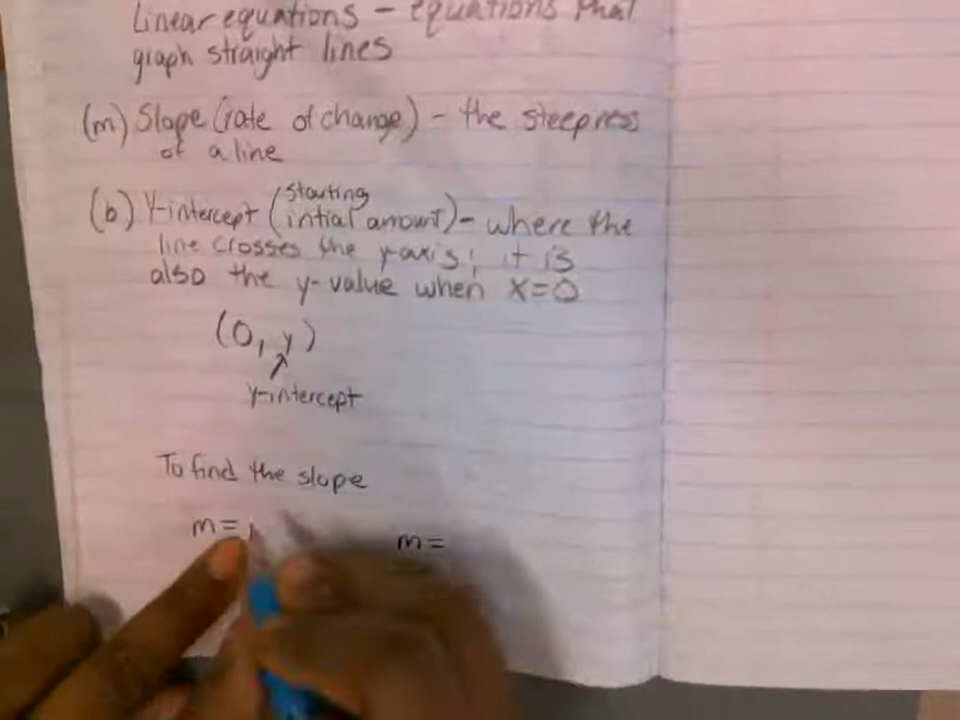 Linear equations - equations that
graph straight lines
(m) Slope (rate of change) - the steepness
of a line
(b) Y-intercept (starting intial amount) - where the
line crosses the y-axis; it is
also the y-value when x=0
(0, y)
y-intercept
To find the slope
m= m=